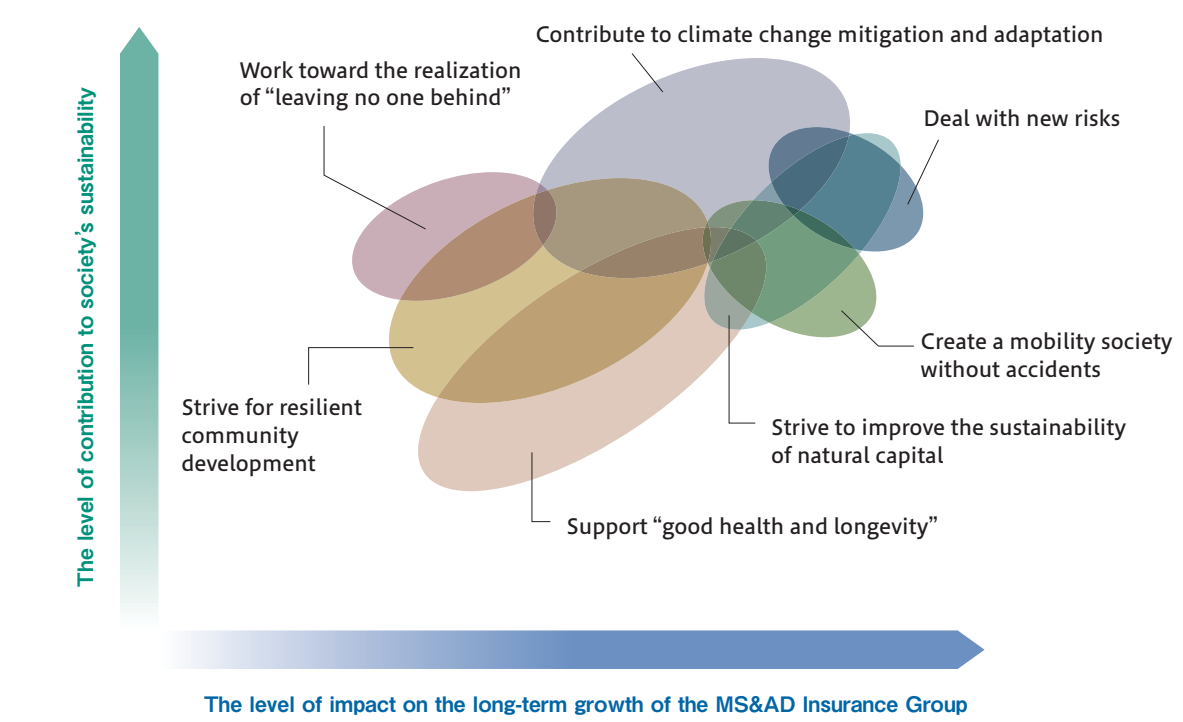 Contribute to climate change mitigation and adaptation
Work toward the realization
of “leaving no one behind”
Deal with new risks
The level of contribution to society’s sustainability
Create a mobility society
without accidents
Strive for resilient
community
development
Strive to improve the sustainability
of natural capital
Support “good health and longevity”
The level of impact on the long-term growth of the MS&AD Insurance Group